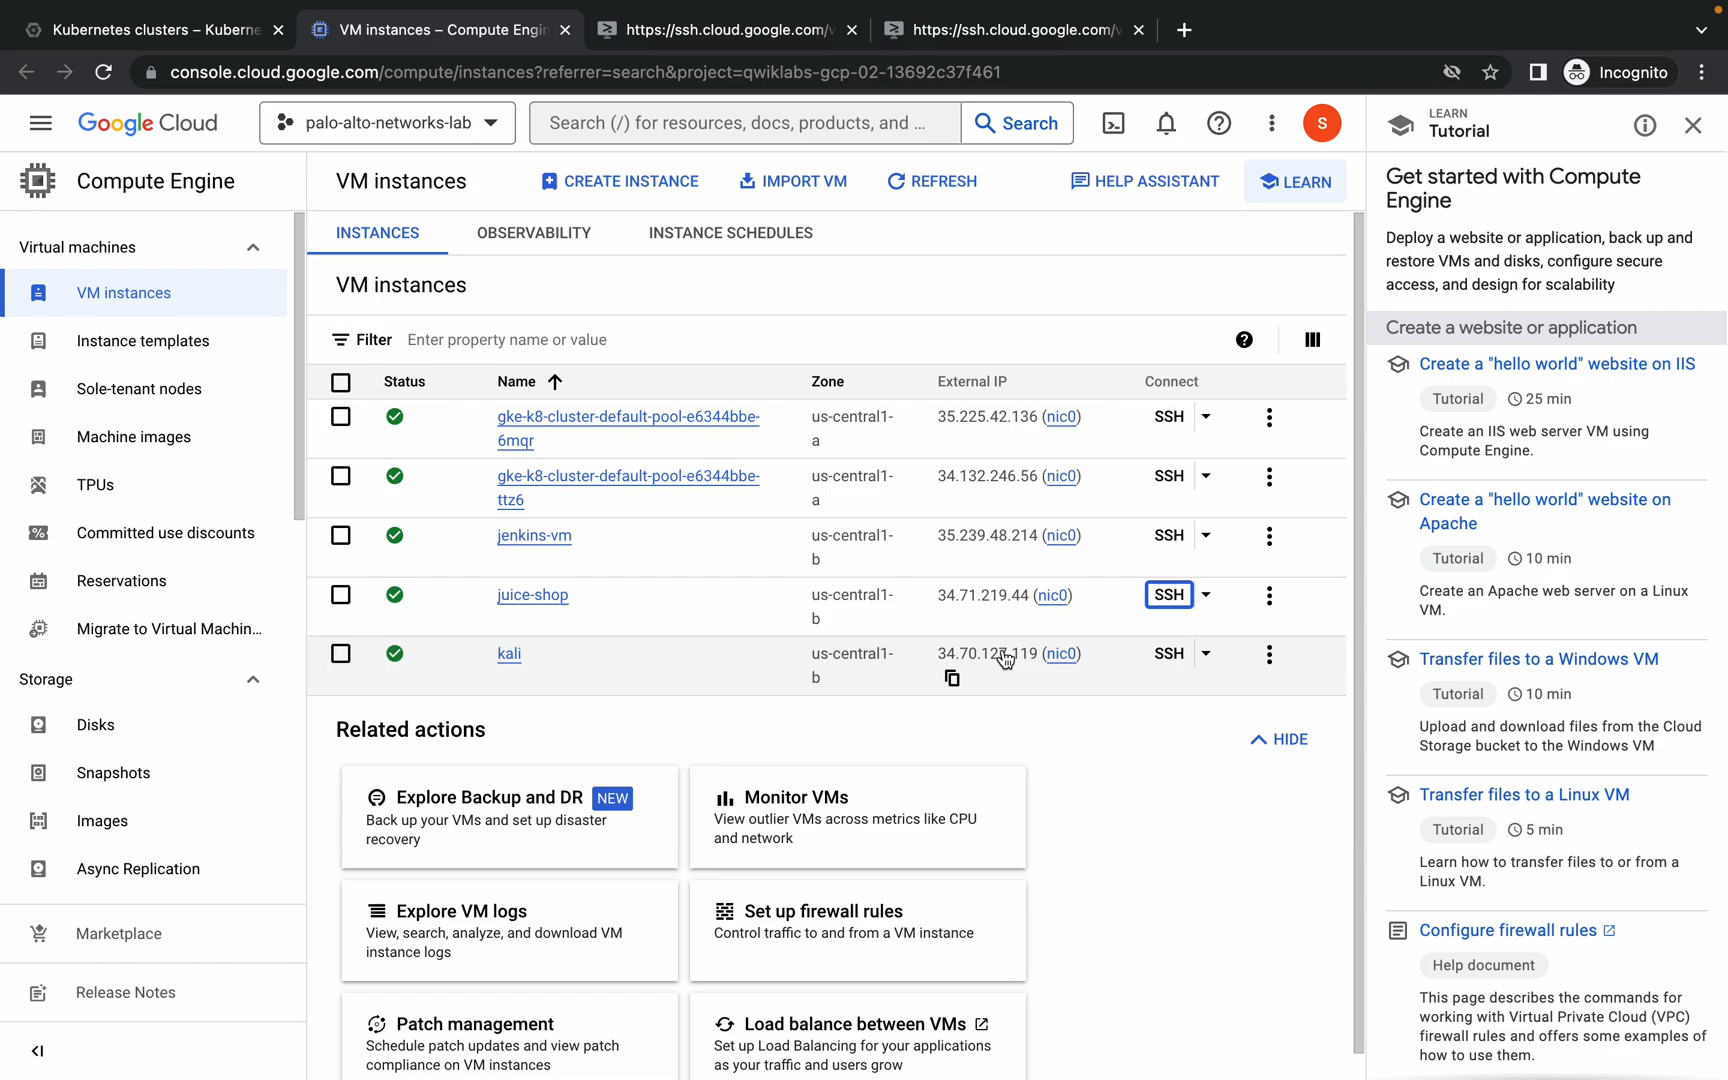 Kubernetes clusters – Kuberne
VM instances – Compute Engin
https://ssh.cloud.google.com/v
https://ssh.cloud.google.com/v
console.cloud.google.com/compute/instances?referrer=search&project=qwiklabs-gcp-02-13692c37f461
Incognito
Google Cloud
palo-alto-networks-lab
Search (/) for resources, docs, products, and ...
Search
S
LEARN
Tutorial
Compute Engine
VM instances
CREATE INSTANCE
IMPORT VM
REFRESH
HELP ASSISTANT
LEARN
Virtual machines
VM instances
Instance templates
Sole-tenant nodes
Machine images
TPUs
Committed use discounts
Reservations
Migrate to Virtual Machin...
Storage
Disks
Snapshots
Images
Async Replication
Marketplace
Release Notes
INSTANCES
OBSERVABILITY
INSTANCE SCHEDULES
VM instances
Filter Enter property name or value
Status Name Zone External IP Connect
gke-k8-cluster-default-pool-e6344bbe- us-central1- 35.225.42.136 (nic0) SSH
6mqr a
gke-k8-cluster-default-pool-e6344bbe- us-central1- 34.132.246.56 (nic0) SSH
ttz6 a
jenkins-vm us-central1- 35.239.48.214 (nic0) SSH
b
juice-shop us-central1- 34.71.219.44 (nic0) SSH
b
kali us-central1- (nic0) SSH
b
Related actions
HIDE
Explore Backup and DR NEW
Back up your VMs and set up disaster
recovery
Monitor VMs
View outlier VMs across metrics like CPU
and network
Explore VM logs
View, search, analyze, and download VM
instance logs
Set up firewall rules
Control traffic to and from a VM instance
Patch management
Schedule patch updates and view patch
compliance on VM instances
Load balance between VMs
Set up Load Balancing for your applications
as your traffic and users grow
Get started with Compute
Engine
Deploy a website or application, back up and
restore VMs and disks, configure secure
access, and design for scalability
Create a website or application
Create a "hello world" website on IIS
Tutorial 25 min
Create an IIS web server VM using
Compute Engine.
Create a "hello world" website on
Apache
Tutorial 10 min
Create an Apache web server on a Linux
VM.
Transfer files to a Windows VM
Tutorial 10 min
Upload and download files from the Cloud
Storage bucket to the Windows VM
Transfer files to a Linux VM
Tutorial 5 min
Learn how to transfer files to or from a
Linux VM.
Configure firewall rules
Help document
This page describes the commands for
working with Virtual Private Cloud (VPC)
firewall rules and offers some examples of
how to use them.